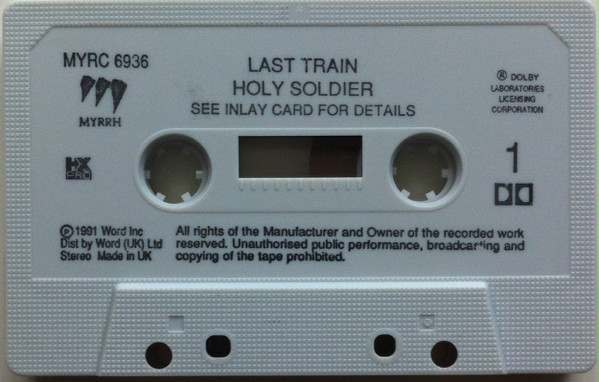 MYRC 6936
MYRRH
LAST TRAIN
HOLY SOLDIER
SEE INLAY CARD FOR DETAILS
® DOLBY
LABORATORIES
LICENSING
CORPORATION
HX
PRO
1
℗ 1991 Word Inc
Dist by Word (UK) Ltd
Stereo Made in UK
All rights of the Manufacturer and Owner of the recorded work
reserved. Unauthorised public performance, broadcasting and
copying of the tape prohibited.